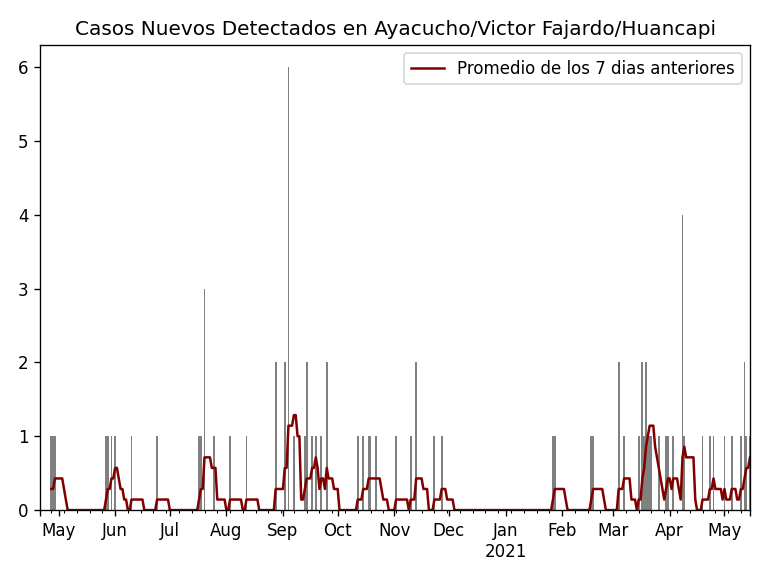 Casos Nuevos Detectados en Ayacucho/Victor Fajardo/Huancapi
Promedio de los 7 dias anteriores
6
5
4
3
2
1
0
May Jun Jul Aug Sep Oct Nov Dec Jan Feb Mar Apr May
2021